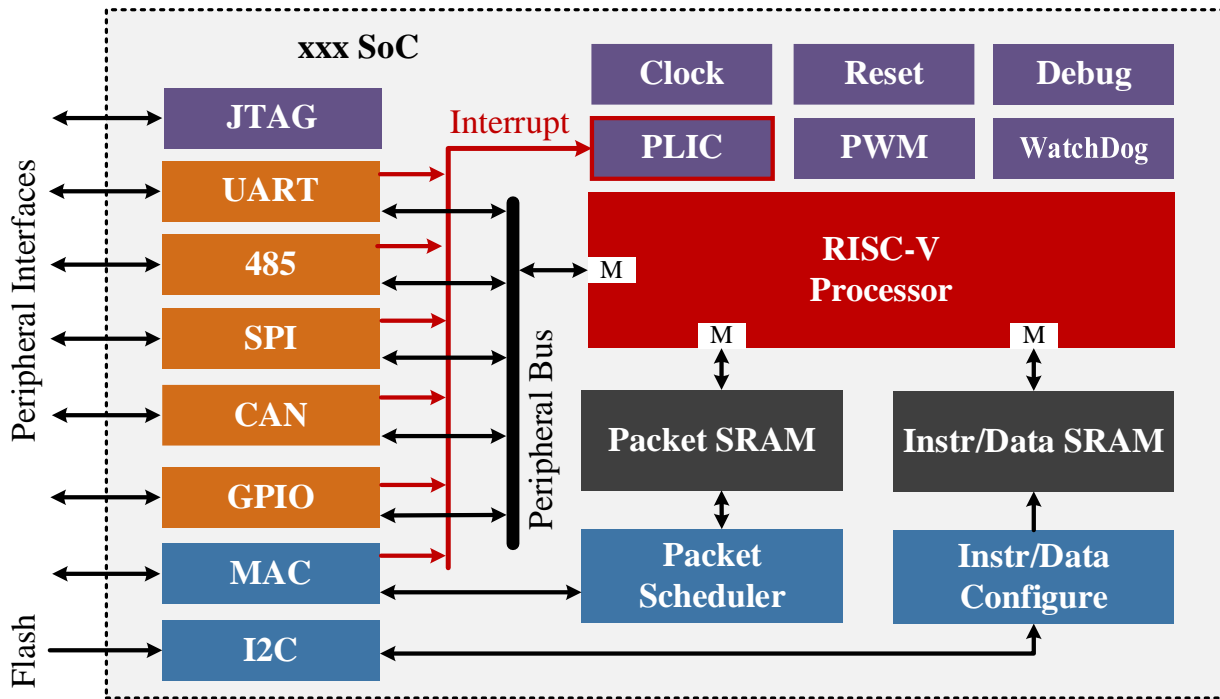 xxx SoC
Clock
Reset
Debug
JTAG
Interrupt
PLIC
PWM
WatchDog
UART
485
SPI
CAN
GPIO
MAC
I2C
Peripheral Interfaces
Flash
Peripheral Bus
RISC-V
Processor
M
M
M
Packet SRAM
Instr/Data SRAM
Packet
Scheduler
Instr/Data
Configure